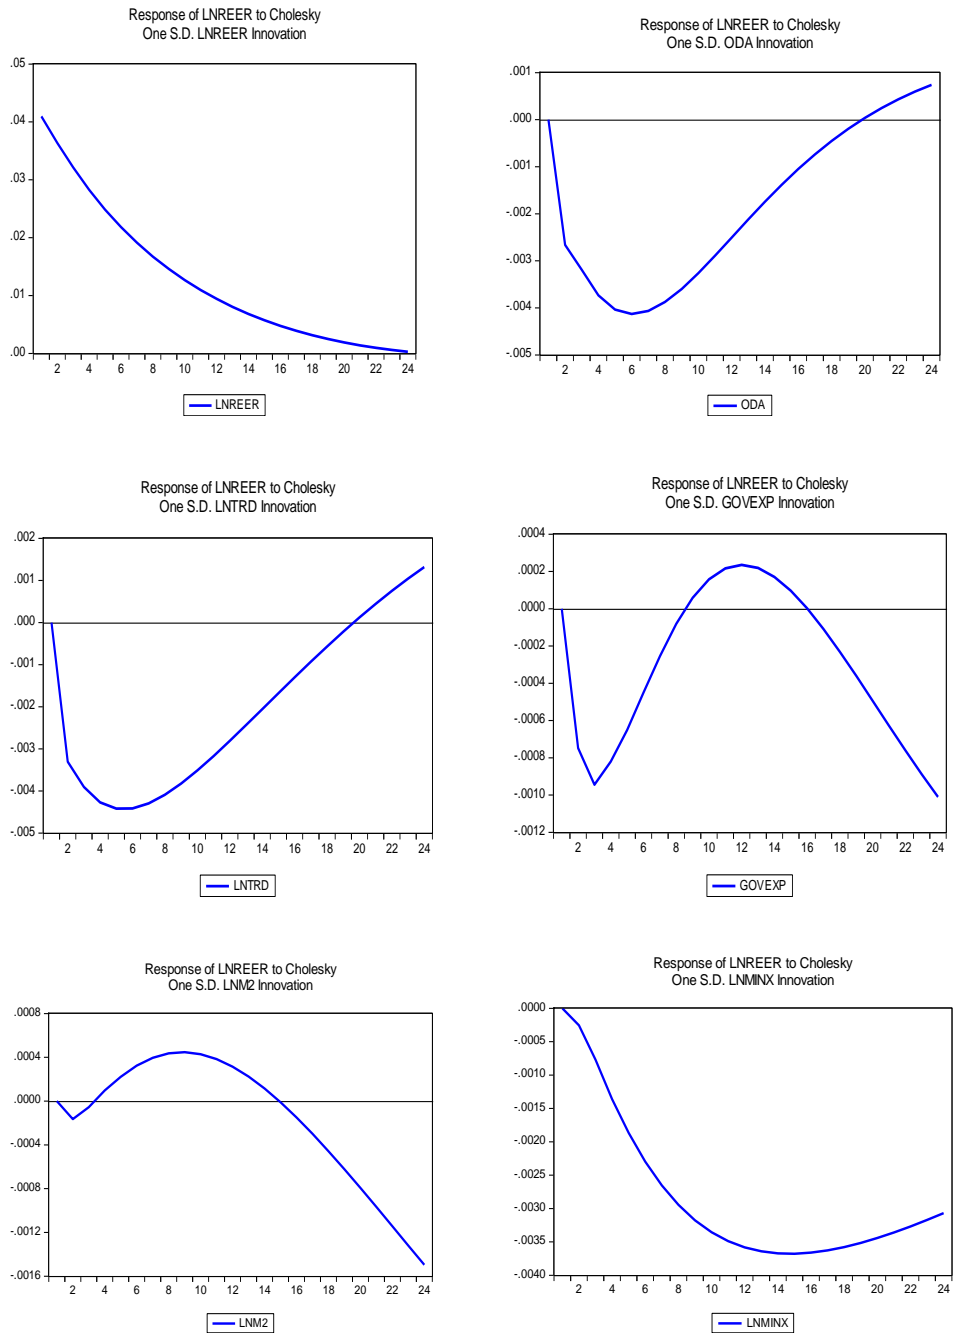 Response of LNREER to Cholesky
One S.D. LNREER Innovation
.05
.04
.03
.02
.01
.00
2 4 6 8 10 12 14 16 18 20 22 24
LNREER
Response of LNREER to Cholesky
One S.D. ODA Innovation
.001
.000
-.001
-.002
-.003
-.004
-.005
2 4 6 8 10 12 14 16 18 20 22 24
ODA
Response of LNREER to Cholesky
One S.D. LNTRD Innovation
.002
.001
.000
-.001
-.002
-.003
-.004
-.005
2 4 6 8 10 12 14 16 18 20 22 24
LNTRD
Response of LNREER to Cholesky
One S.D. GOVEXP Innovation
.0004
.0002
.0000
-.0002
-.0004
-.0006
-.0008
-.0010
-.0012
2 4 6 8 10 12 14 16 18 20 22 24
GOVEXP
Response of LNREER to Cholesky
One S.D. LNM2 Innovation
.0008
.0004
.0000
-.0004
-.0008
-.0012
-.0016
2 4 6 8 10 12 14 16 18 20 22 24
LNM2
Response of LNREER to Cholesky
One S.D. LNMINX Innovation
.0000
-.0005
-.0010
-.0015
-.0020
-.0025
-.0030
-.0035
-.0040
2 4 6 8 10 12 14 16 18 20 22 24
LNMINX